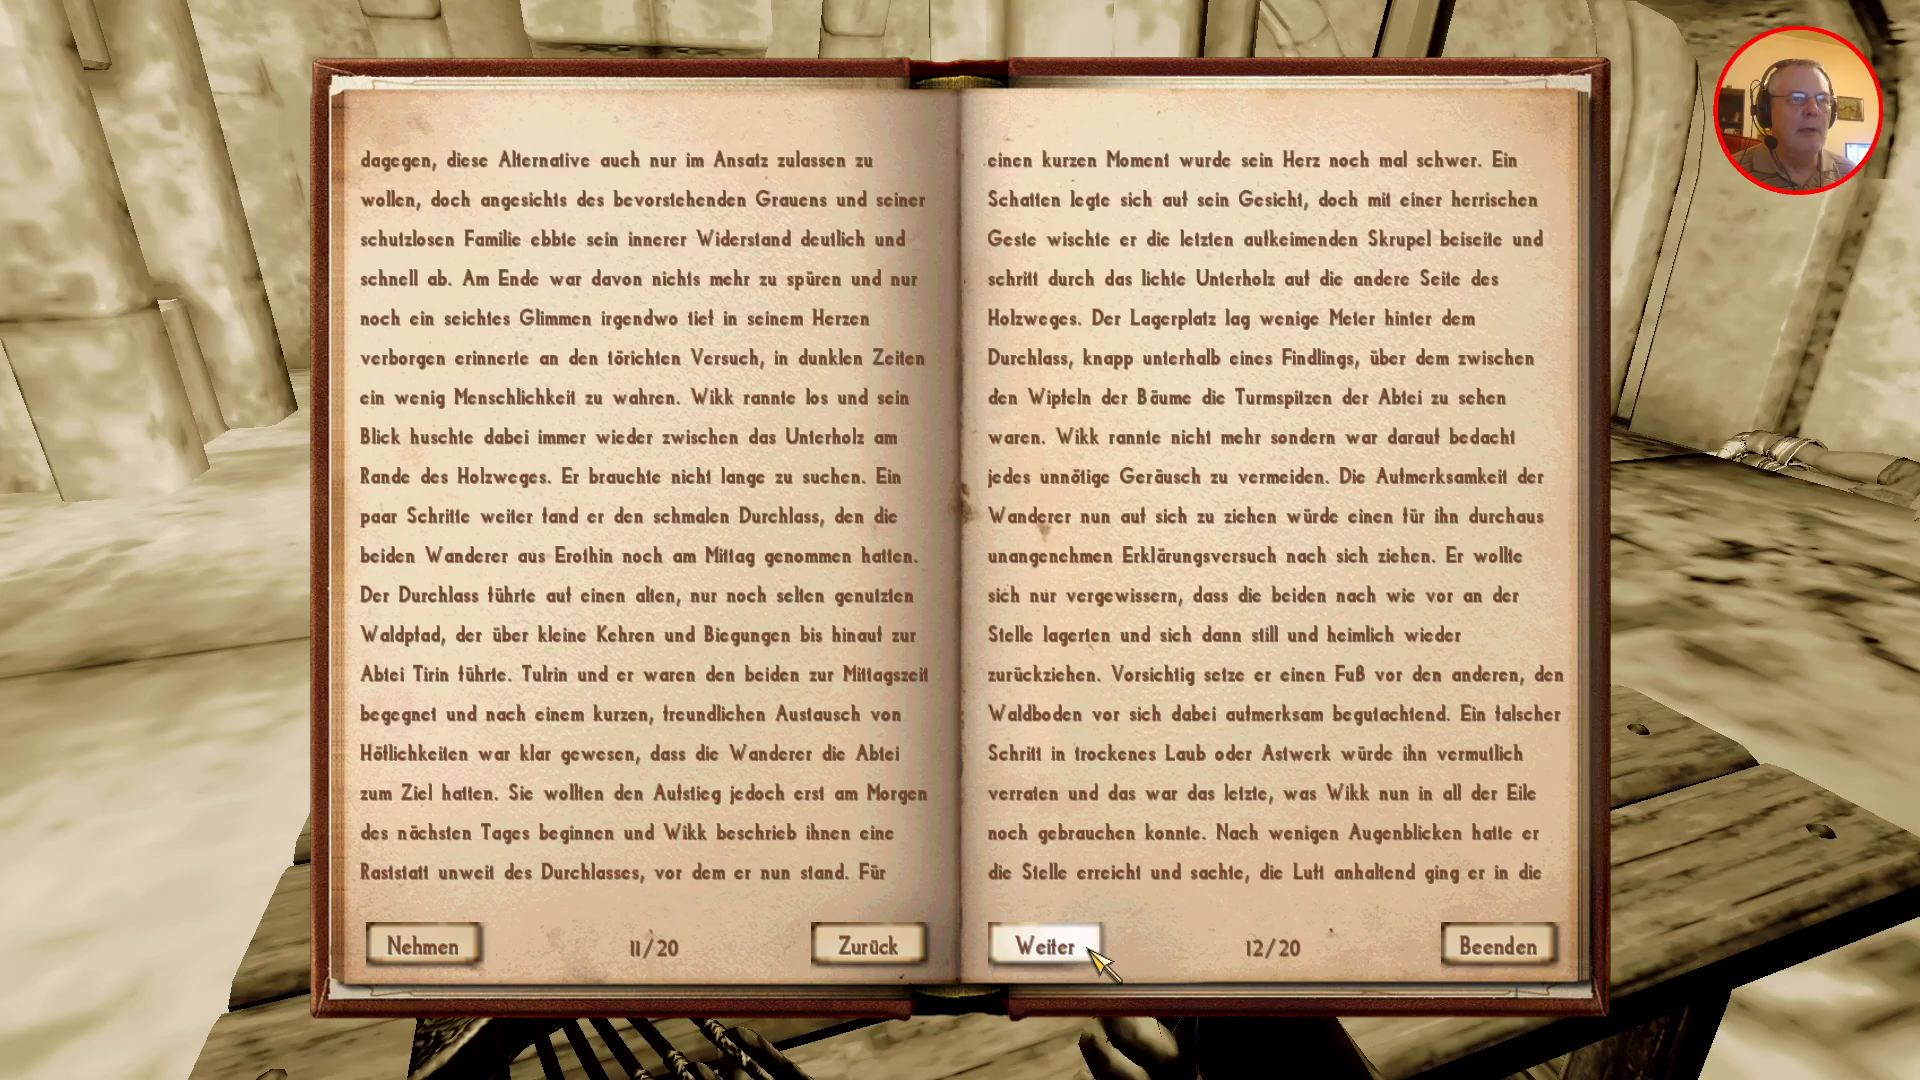 dagegen, diese Alternative auch nur im Ansatz zulassen zu
wollen, doch angesichts des bevorstehenden Grauens und seiner
schutzlosen Familie ebbte sein innerer Widerstand deutlich und
schnell ab. Am Ende war davon nichts mehr zu spüren und nur
noch ein seichtes Glimmen irgendwo tief in seinem Herzen
verborgen erinnerte an den törichten Versuch, in dunklen Zeiten
ein wenig Menschlichkeit zu wahren. Wikk rannte los und sein
Blick huschte dabei immer wieder zwischen das Unterholz am
Rande des Holzweges. Er brauchte nicht lange zu suchen. Ein
paar Schritte weiter fand er den schmalen Durchlass, den die
beiden Wanderer aus Erothin noch am Mittag genommen hatten.
Der Durchlass führte auf einen alten, nur noch selten genutzten
Waldpfad, der über kleine Kehren und Biegungen bis hinauf zur
Abtei Tirin führte. Tulrin und er waren den beiden zur Mittagszeit
begegnet und nach einem kurzen, freundlichen Austausch von
Höflichkeiten war klar gewesen, dass die Wanderer die Abtei
zum Ziel hatten. Sie wollten den Aufstieg jedoch erst am Morgen
des nächsten Tages beginnen und Wikk beschrieb ihnen eine
Raststatt unweit des Durchlasses, vor dem er nun stand. Für
Nehmen
11/20
Zurück
einen kurzen Moment wurde sein Herz noch mal schwer. Ein
Schatten legte sich auf sein Gesicht, doch mit einer herrischen
Geste wischte er die letzten aufkeimenden Skrupel beiseite und
schritt durch das lichte Unterholz auf die andere Seite des
Holzweges. Der Lagerplatz lag wenige Meter hinter dem
Durchlass, knapp unterhalb eines Findlings, über dem zwischen
den Wipfeln der Bäume die Turmspitzen der Abtei zu sehen
waren. Wikk rannte nicht mehr sondern war darauf bedacht
jedes unnötige Geräusch zu vermeiden. Die Aufmerksamkeit der
Wanderer nun auf sich zu ziehen würde einen für ihn durchaus
unangenehmen Erklärungsversuch nach sich ziehen. Er wollte
sich nur vergewissern, dass die beiden nach wie vor an der
Stelle lagerten und sich dann still und heimlich wieder
zurückziehen. Vorsichtig setze er einen Fuß vor den anderen, den
Waldboden vor sich dabei aufmerksam begutachtend. Ein falscher
Schritt in trockenes Laub oder Astwerk würde ihn vermutlich
verraten und das war das letzte, was Wikk nun in all der Eile
noch gebrauchen konnte. Nach wenigen Augenblicken hatte er
die Stelle erreicht und sachte, die Luft anhaltend ging er in die
Weiter
12/20
Beenden